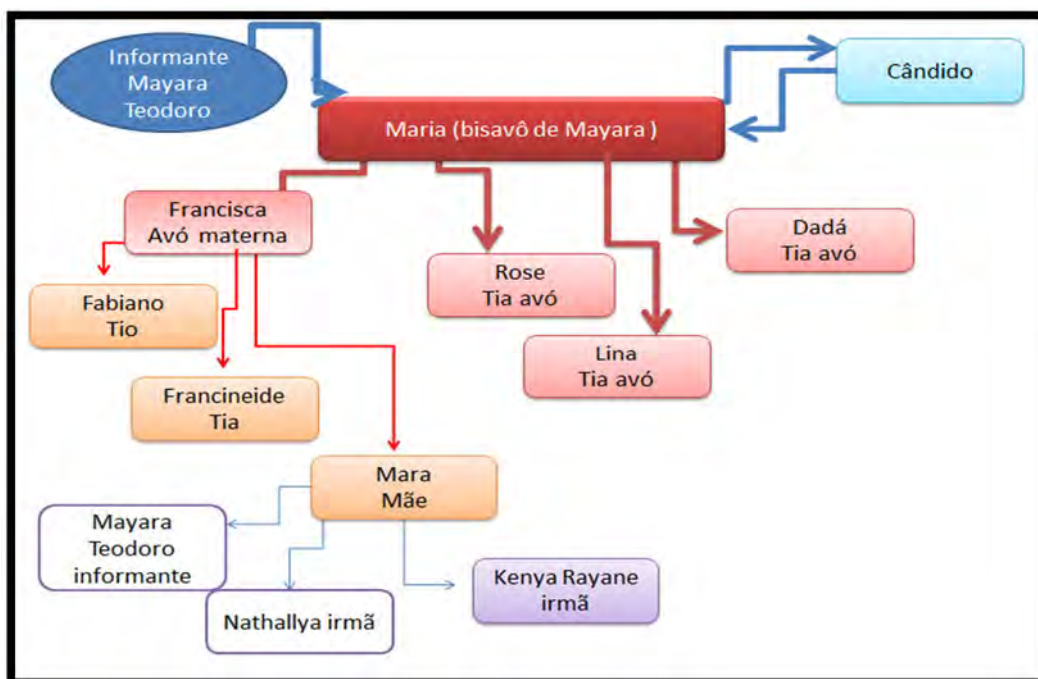 Informante
Mayara
Teodoro
Cândido
Maria (bisavô de Mayara )
Francisca
Avó materna
Dadá
Tia avó
Rose
Tia avó
Fabiano
Tio
Lina
Tia avó
Francineide
Tia
Mara
Mãe
Mayara
Teodoro
informante
Kenya Rayane
irmã
Nathallya irmã